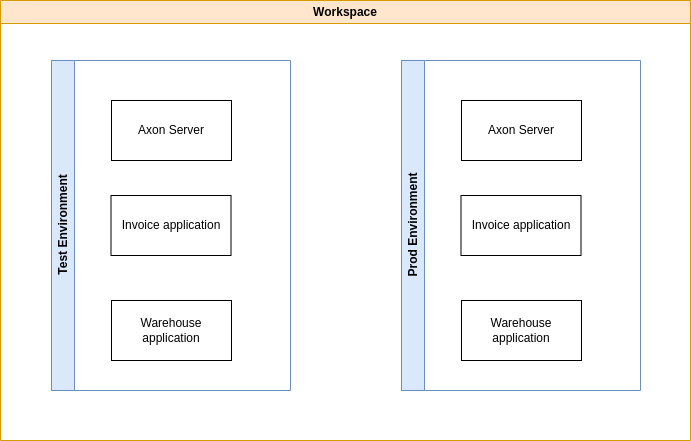 Workspace
Test Environment
Axon Server
Invoice application
Warehouse
application
Prod Environment
Axon Server
Invoice application
Warehouse
application